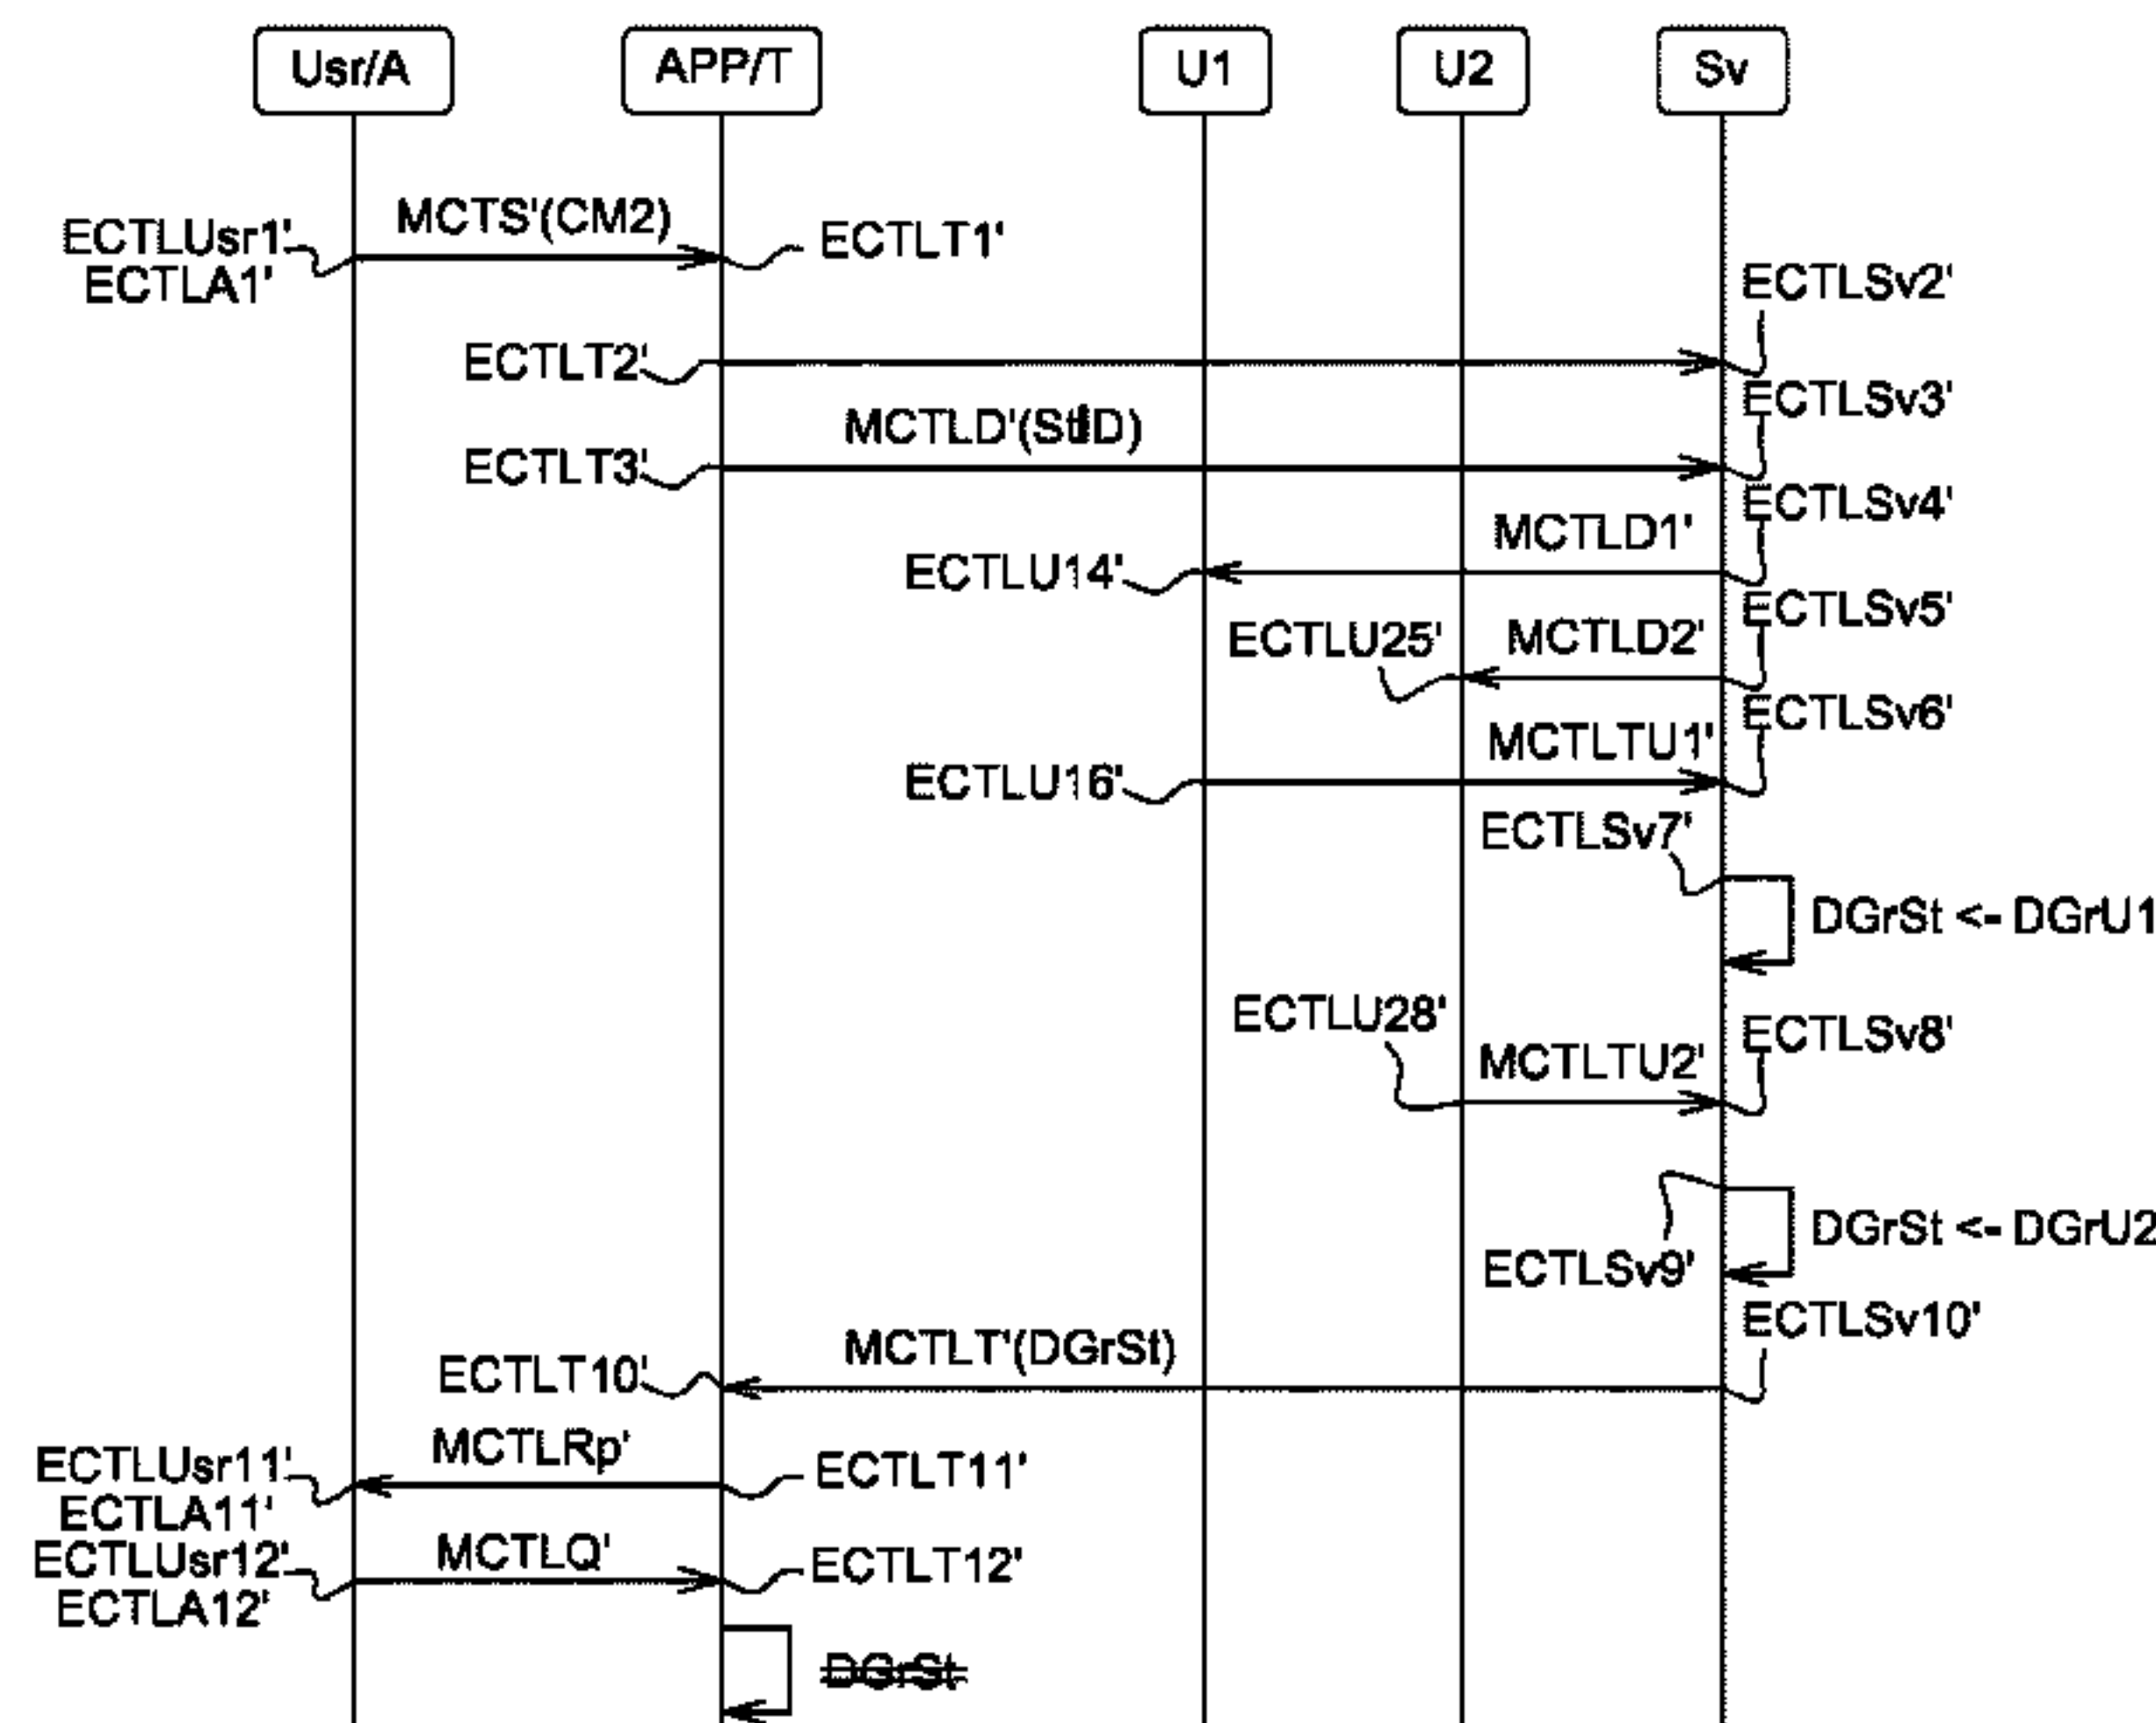 Usr/A
APP/T
U1
U2
Sv
MCTS'(CM2)
ECTLUsr1'
ECTLA1'
ECTLT1'
ECTLSv2'
ECTLT2'
ECTLSv3'
MCTLD'(StID)
ECTLT3'
ECTLSv4'
MCTLD1'
ECTLU14'
ECTLSv5'
ECTLU25'
MCTLD2'
ECTLSv6'
MCTLTU1'
ECTLU16'
ECTLSv7'
DGrSt <- DGrU1
ECTLU28'
ECTLSv8'
MCTLTU2'
DGrSt <- DGrU2
ECTLSv9'
ECTLSv10'
MCTLT'(DGrSt)
ECTLT10'
MCTLRp'
ECTLUsr11'
ECTLA11'
ECTLT11'
MCTLQ'
ECTLUsr12'
ECTLA12'
ECTLT12'
DGrSt